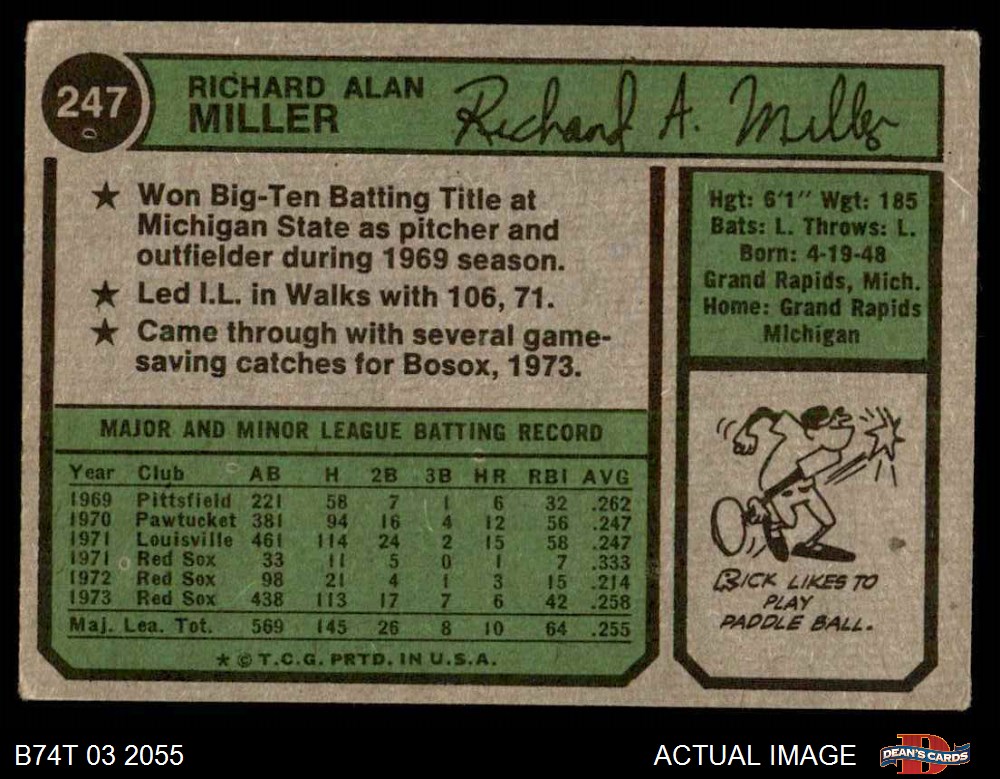 247
RICHARD ALAN
MILLER
Richard A. Miller
★ Won Big-Ten Batting Title at
Michigan State as pitcher and
outfielder during 1969 season.
★ Led I.L. in Walks with 106, 71.
★ Came through with several game-
saving catches for Bosox, 1973.
Hgt: 6'1" Wgt: 185
Bats: L. Throws: L.
Born: 4-19-48
Grand Rapids, Mich.
Home: Grand Rapids
Michigan
MAJOR AND MINOR LEAGUE BATTING RECORD
Year Club AB H 2B 3B HR RBI AVG
1969 Pittsfield 221 58 7 1 6 32 .262
1970 Pawtucket 381 94 16 4 12 56 .247
1971 Louisville 461 114 24 2 15 58 .247
1971 Red Sox 33 11 5 0 1 7 .333
1972 Red Sox 98 21 4 1 3 15 .214
1973 Red Sox 438 113 17 7 6 42 .258
Maj. Lea. Tot. 569 145 26 8 10 64 .255
★ © T.C.G. PRTD. IN U.S.A.
RICK LIKES TO
PLAY
PADDLE BALL.
B74T 03 2055
ACTUAL IMAGE
DEAN'S CARDS